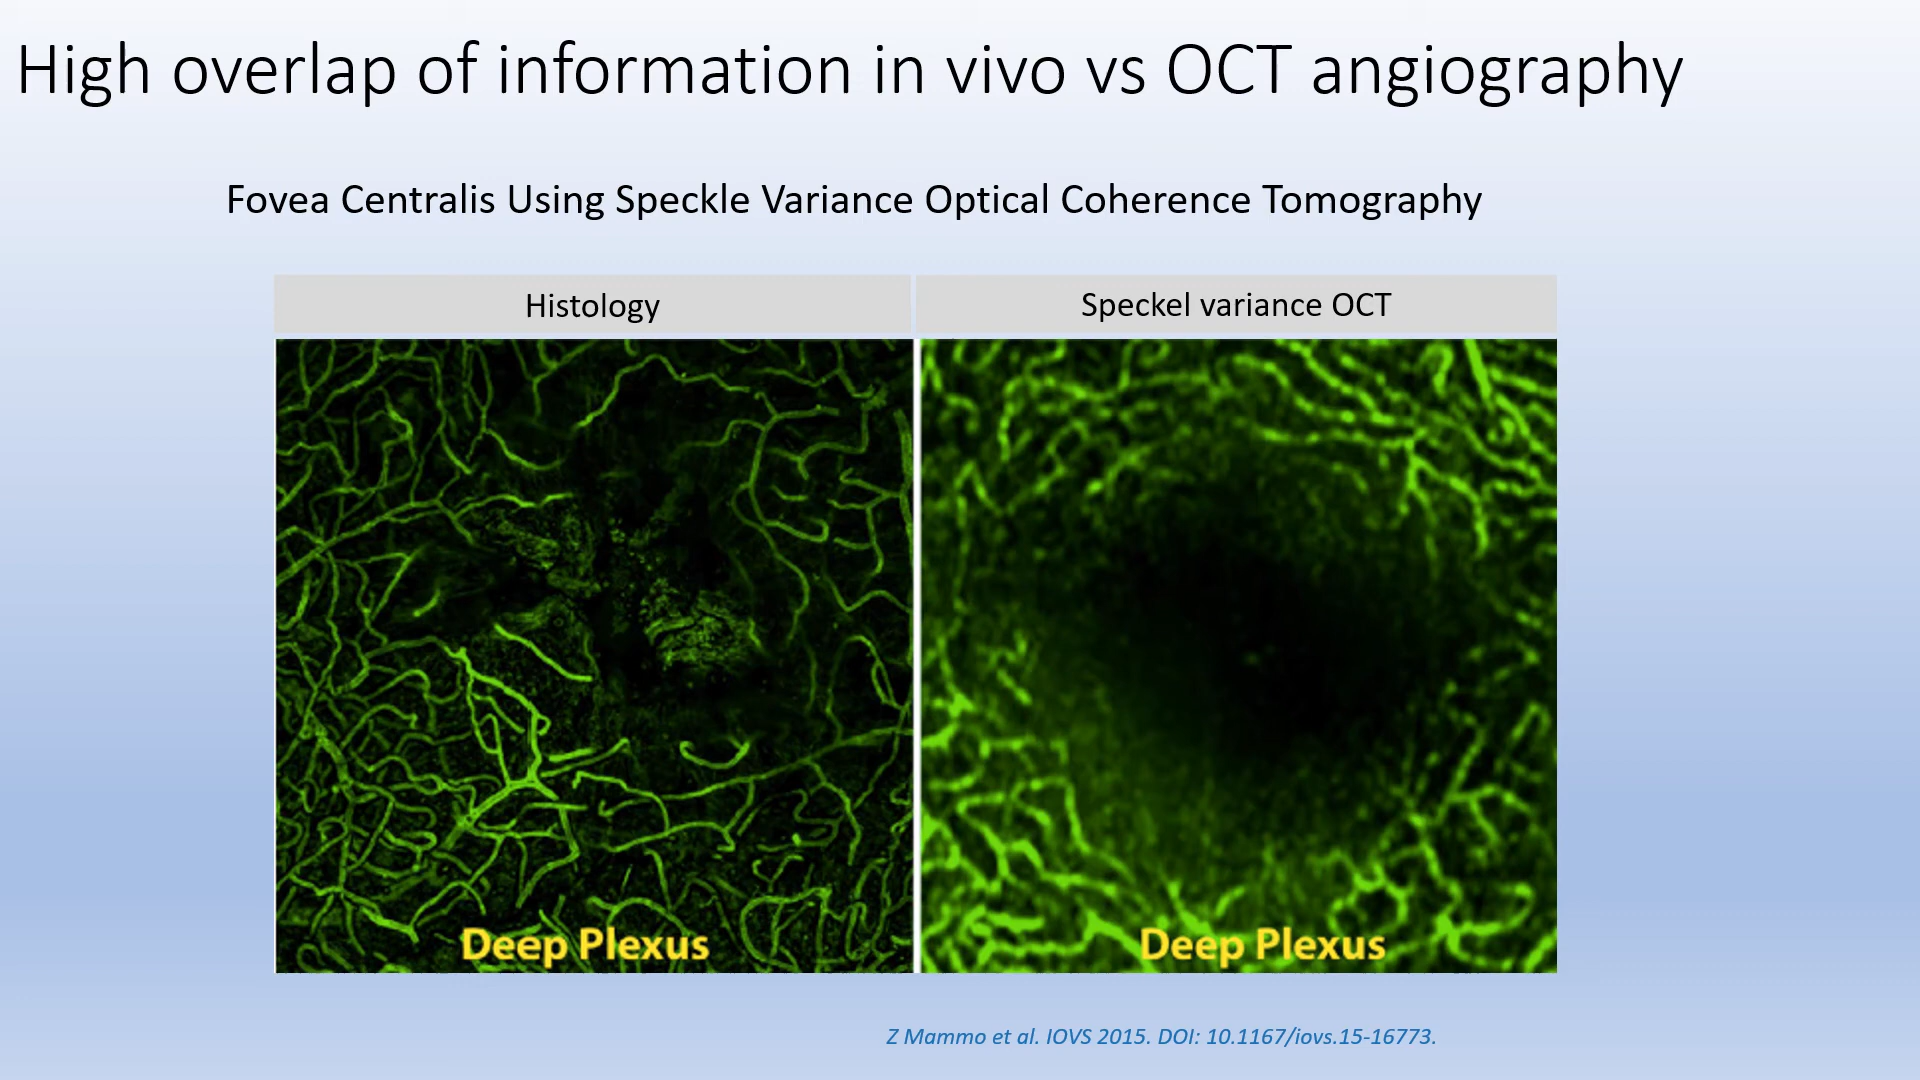 High overlap of information in vivo vs OCT angiography
Fovea Centralis Using Speckle Variance Optical Coherence Tomography
Histology
Speckel variance OCT
Deep Plexus
Deep Plexus
Z Mammo et al. IOVS 2015. DOI: 10.1167/iovs.15-16773.